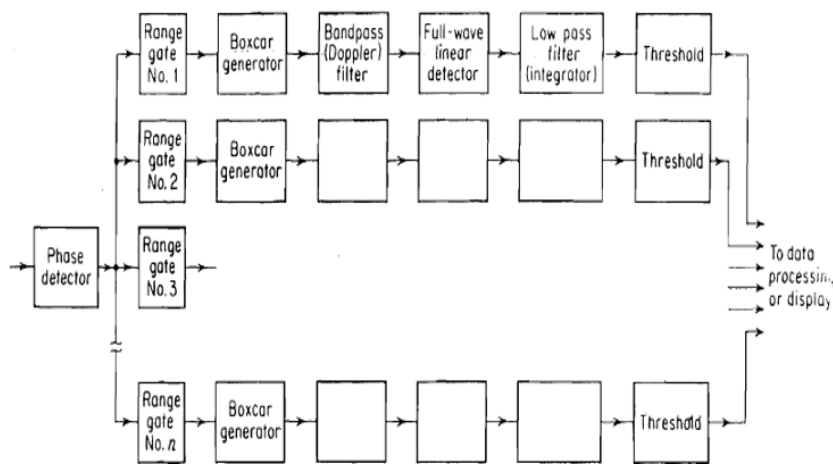 Range
gate
No. 1
Boxcar
generator
Bandpass
(Doppler)
filter
Full-wave
linear
detector
Low pass
filter
(integrator)
Threshold
Range
gate
No. 2
Boxcar
generator
Threshold
Phase
detector
Range
gate
No. 3
To data
or display
Range
gate
No. n
Boxcar
generator
Threshold